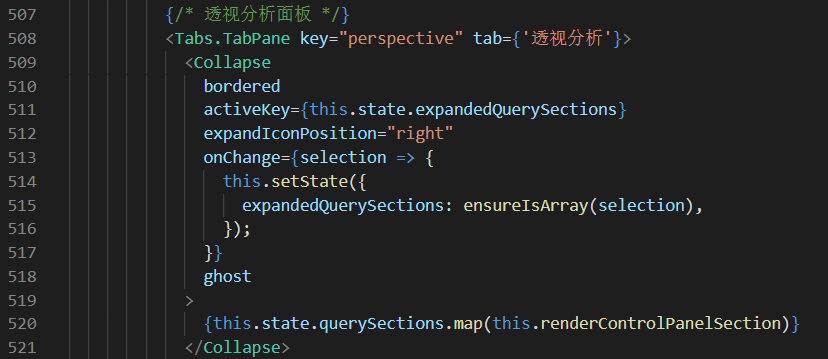 507 {/* 透视分析面板 */}
508 <Tabs.TabPane key="perspective" tab={'透视分析'}>
509 <Collapse
510 bordered
511 activeKey={this.state.expandedQuerySections}
512 expandIconPosition="right"
513 onChange={selection => {
514 this.setState({
515 expandedQuerySections: ensureIsArray(selection),
516 });
517 }}
518 ghost
519 >
520 {this.state.querySections.map(this.renderControlPanelSection)}
521 </Collapse>